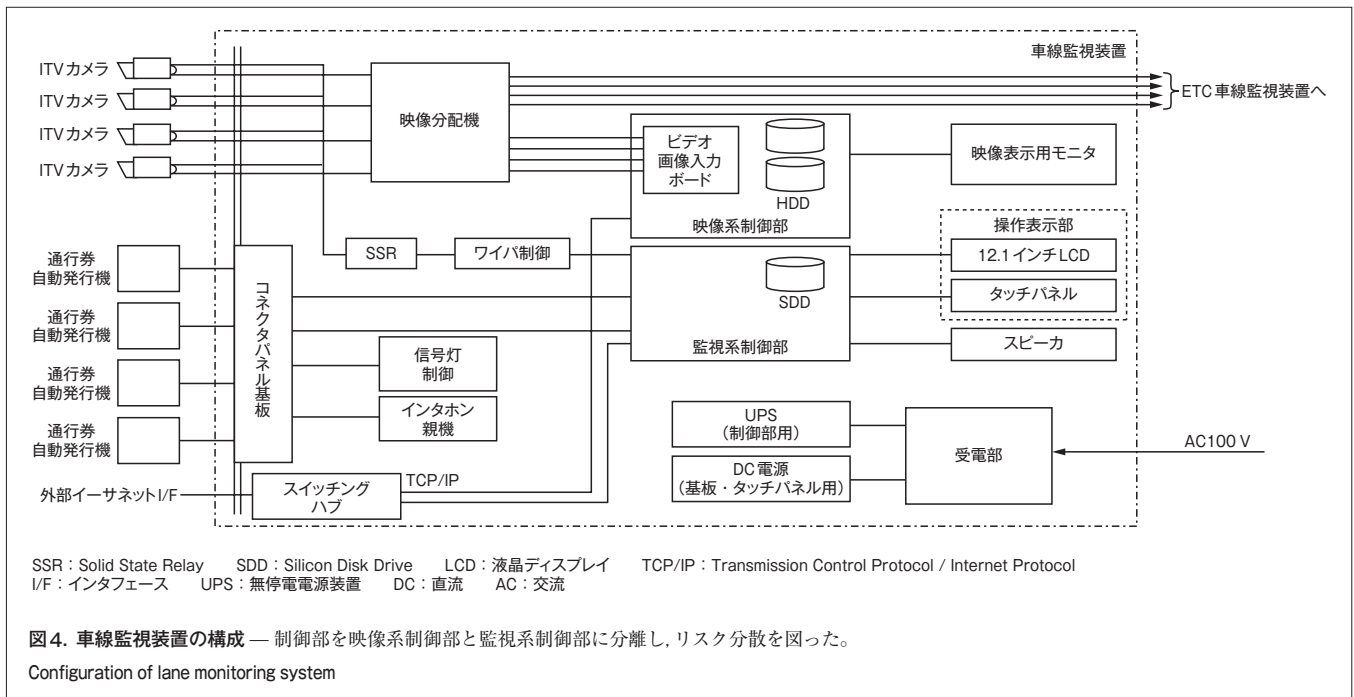 車線監視装置
ITVカメラ
ITVカメラ
ITVカメラ
ITVカメラ
映像分配機
ETC車線監視装置へ
ビデオ
画像入力
ボード
HDD
映像系制御部
映像表示用モニタ
操作表示部
12.1インチLCD
タッチパネル
SSR
ワイパ制御
SDD
監視系制御部
スピーカ
通行券
自動発行機
通行券
自動発行機
通行券
自動発行機
通行券
自動発行機
コネクタパネル基板
信号灯
制御
インタホン
親機
UPS
(制御部用)
DC電源
(基板・タッチパネル用)
受電部
AC100 V
外部イーサネットI/F
スイッチング
ハブ
TCP/IP
SSR:Solid State Relay SDD:Silicon Disk Drive LCD:液晶ディスプレイ TCP/IP:Transmission Control Protocol / Internet Protocol
I/F:インタフェース UPS:無停電電源装置 DC:直流 AC:交流
図4. 車線監視装置の構成 — 制御部を映像系制御部と監視系制御部に分離し,リスク分散を図った。
Configuration of lane monitoring system